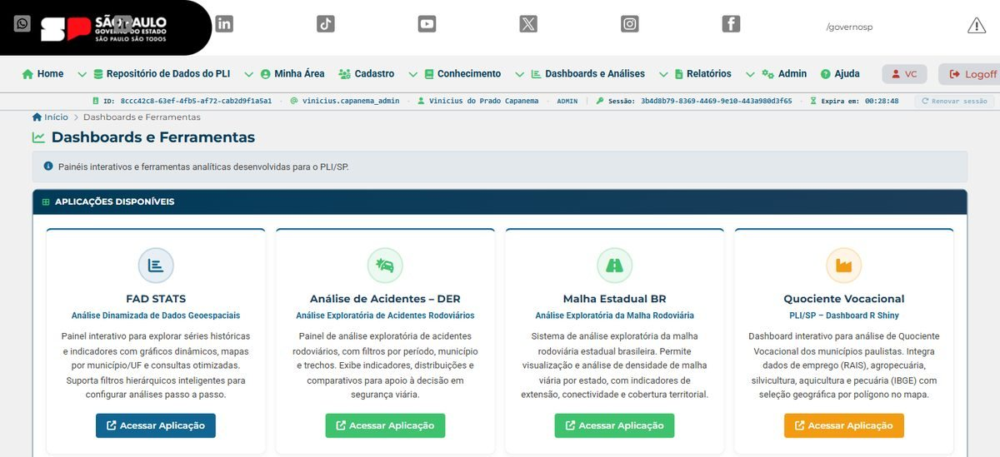 SÃO PAULO
GOVERNO DO ESTADO
SÃO PAULO SÃO TODOS
/governosp
Home
Repositório de Dados do PLI
Minha Área
Cadastro
Conhecimento
Dashboards e Análises
Relatórios
Admin
Ajuda
VC
Logoff
ID: 8ccc42c8-63ef-4fb5-af72-cab2d9f1a5a1 · @ vinicius.capanema_admin · Vinicius do Prado Capanema · ADMIN | Sessão: 3b4d8b79-8369-4469-9e10-443a980d3f65 · Expira em: 00:28:48 Renovar sessão
Início > Dashboards e Ferramentas
Dashboards e Ferramentas
Painéis interativos e ferramentas analíticas desenvolvidas para o PLI/SP.
APLICAÇÕES DISPONÍVEIS
FAD STATS
Análise Dinamizada de Dados Geoespaciais
Painel interativo para explorar séries históricas
e indicadores com gráficos dinâmicos, mapas
por município/UF e consultas otimizadas.
Suporta filtros hierárquicos inteligentes para
configurar análises passo a passo.
Acessar Aplicação
Análise de Acidentes – DER
Análise Exploratória de Acidentes Rodoviários
Painel de análise exploratória de acidentes
rodoviários, com filtros por período, município
e trechos. Exibe indicadores, distribuições e
comparativos para apoio à decisão em
segurança viária.
Acessar Aplicação
Malha Estadual BR
Análise Exploratória da Malha Rodoviária
Sistema de análise exploratória da malha
rodoviária estadual brasileira. Permite
visualização e análise de densidade de malha
viária por estado, com indicadores de
extensão, conectividade e cobertura territorial.
Acessar Aplicação
Quociente Vocacional
PLI/SP – Dashboard R Shiny
Dashboard interativo para análise de Quociente
Vocacional dos municípios paulistas. Integra
dados de emprego (RAIS), agropecuária,
silvicultura, aquicultura e pecuária (IBGE) com
seleção geográfica por polígono no mapa.
Acessar Aplicação